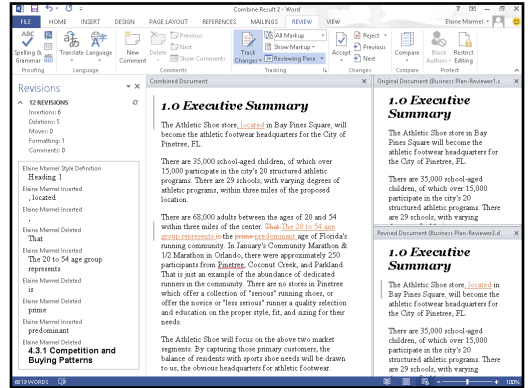 Combine Result 2 - Word
FILE HOME INSERT DESIGN PAGE LAYOUT REFERENCES MAILINGS REVIEW VIEW Elaine Marmel
ABC Spelling & Grammar
Translate Language
New Comment
Delete
Previous
Next
Show Comments
Track Changes
All Markup
Show Markup
Reviewing Pane
Accept
Reject
Previous
Next
Compare
Block Authors
Restrict Editing
Proofing Language Comments Tracking Changes Compare Protect
Revisions
12 REVISIONS
Insertions: 6
Deletions: 5
Moves: 0
Formatting: 1
Comments: 0
Elaine Marmel Style Definition
Heading 1
Elaine Marmel Inserted
, located
Elaine Marmel Inserted
,
Elaine Marmel Deleted
That
Elaine Marmel Inserted
The 20 to 54 age group
represents
Elaine Marmel Deleted
is
Elaine Marmel Deleted
prime
Elaine Marmel Inserted
predominant
Elaine Marmel Deleted
4.3.1 Competition and
Buying Patterns
Combined Document
1.0 Executive Summary
The Athletic Shoe store, located in Bay Pines Square, will
become the athletic footwear headquarters for the City of
Pinetree, FL.
There are 35,000 school-aged children, of which over
15,000 participate in the city's 20 structured athletic
programs. There are 29 schools, with varying degrees of
athletic programs, within three miles of the proposed
location.
There are 68,000 adults between the ages of 20 and 54
within three miles of the center. That The 20 to 54 age
group represents is the prime predominant age of Florida's
running community. In January's Community Marathon &
1/2 Marathon in Orlando, there were approximately 250
participants from Pinetree, Coconut Creek, and Parkland.
That is just an example of the abundance of dedicated
runners in the community. There are no stores in Pinetree
which offer a collection of "serious" running shoes, or
offer the novice or "less serious" runner a quality selection
and education on the proper style, fit, and sizing for their
needs.
The Athletic Shoe will focus on the above two market
segments. By capturing those primary customers, the
balance of residents with sports shoe needs will be drawn
to us, the obvious headquarters for athletic footwear.
Original Document (Business Plan-Reviewer1.s
1.0 Executive
Summary
The Athletic Shoe store in Bay
Pines Square will become the
athletic footwear headquarters for
the City of Pinetree, FL.
There are 35,000 school-aged
children, of which over 15,000
participate in the city's 20
structured athletic programs. There
are 29 schools, with varying
Revised Document (Business Plan-Reviewer2.d
1.0 Executive
Summary
The Athletic Shoe store, located in
Bay Pines Square, will become the
athletic footwear headquarters for
the City of Pinetree, FL.
There are 35,000 school-aged
children, of which over 15,000
participate in the city's 20
structured athletic programs. There
are 29 schools, with varying
6319 WORDS 100%